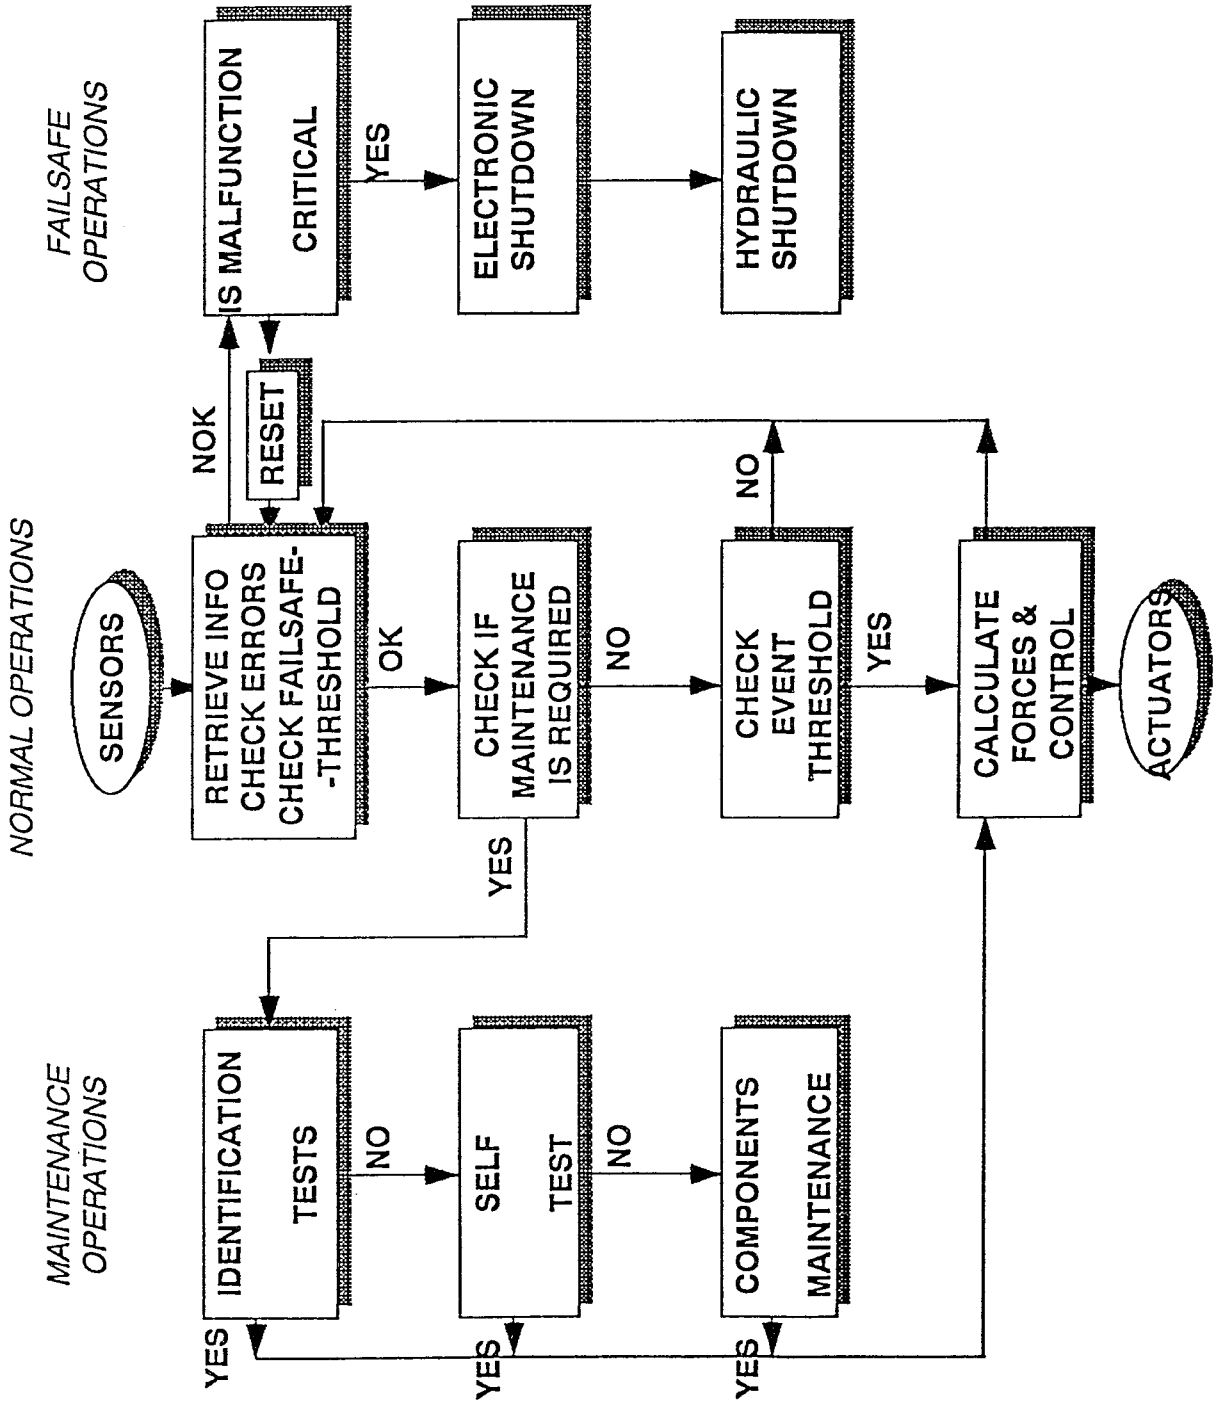 MAINTENANCE
OPERATIONS
NORMAL OPERATIONS
FAILSAFE
OPERATIONS
SENSORS
YES
IDENTIFICATION
TESTS
RETRIEVE INFO
CHECK ERRORS
CHECK FAILSAFE-
-THRESHOLD
NOK
RESET
IS MALFUNCTION
CRITICAL
NO
OK
YES
YES
SELF
TEST
YES
CHECK IF
MAINTENANCE
IS REQUIRED
ELECTRONIC
SHUTDOWN
NO
NO
YES
COMPONENTS
MAINTENANCE
CHECK
EVENT
THRESHOLD
NO
HYDRAULIC
SHUTDOWN
YES
CALCULATE
FORCES &
CONTROL
ACTUATORS